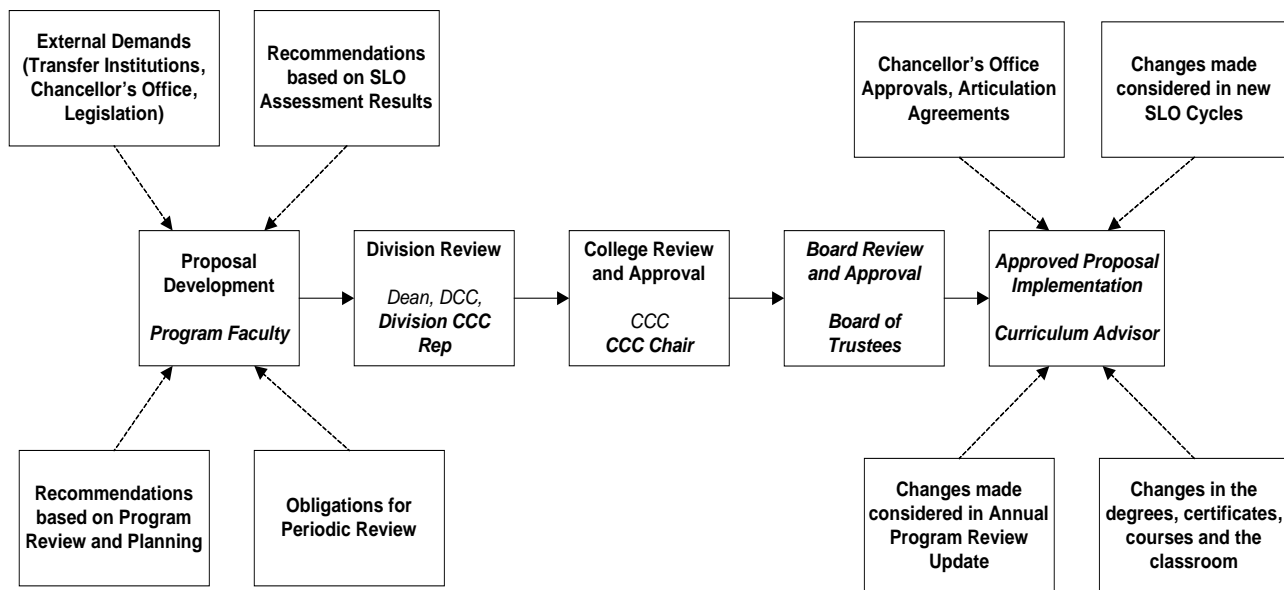 External Demands
(Transfer Institutions,
Chancellor's Office,
Legislation)
Recommendations
based on SLO
Assessment Results
Chancellor's Office
Approvals, Articulation
Agreements
Changes made
considered in new
SLO Cycles
Proposal
Development
Program Faculty
Division Review
Dean, DCC,
Division CCC
Rep
College Review
and Approval
CCC
CCC Chair
Board Review
and Approval
Board of
Trustees
Approved Proposal
Implementation
Curriculum Advisor
Recommendations
based on Program
Review and Planning
Obligations for
Periodic Review
Changes made
considered in Annual
Program Review
Update
Changes in the
degrees, certificates,
courses and the
classroom